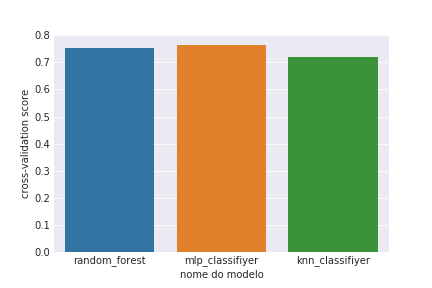 0.8
0.7
0.6
0.5
0.4
0.3
0.2
0.1
0.0
cross-validation score
random_forest
mlp_classifiyer
knn_classifiyer
nome do modelo